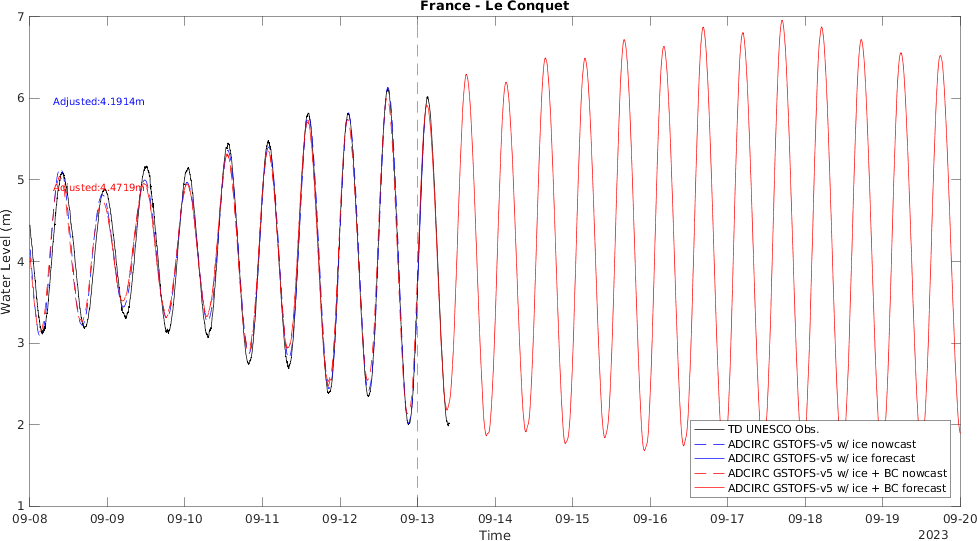 France - Le Conquet
7
6
5
4
3
2
1
Water Level (m)
Adjusted:4.1914m
Adjusted:4.4719m
TD UNESCO Obs.
ADCIRC GSTOFS-v5 w/ ice nowcast
ADCIRC GSTOFS-v5 w/ ice forecast
ADCIRC GSTOFS-v5 w/ ice + BC nowcast
ADCIRC GSTOFS-v5 w/ ice + BC forecast
09-08 09-10 09-10 09-11 09-12 09-13 09-14 09-15 09-16 09-17 09-18 09-19 09-20
Time
2023